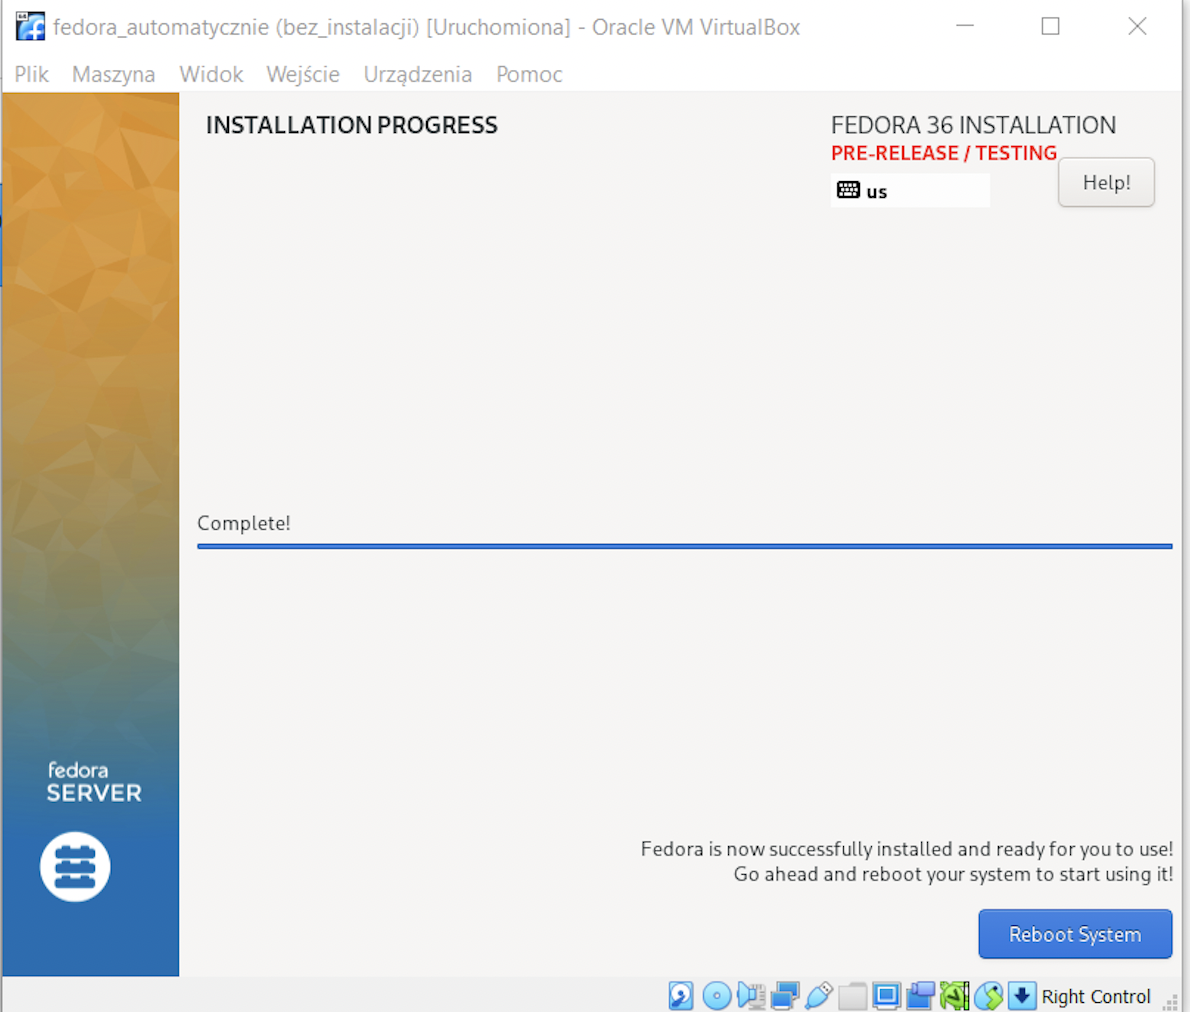 fedora_automatycznie (bez_instalacji) [Uruchomiona] - Oracle VM VirtualBox
Plik Maszyna Widok Wejście Urządzenia Pomoc
INSTALLATION PROGRESS
FEDORA 36 INSTALLATION
PRE-RELEASE / TESTING
us
Help!
Complete!
fedora
SERVER
Fedora is now successfully installed and ready for you to use!
Go ahead and reboot your system to start using it!
Reboot System
Right Control